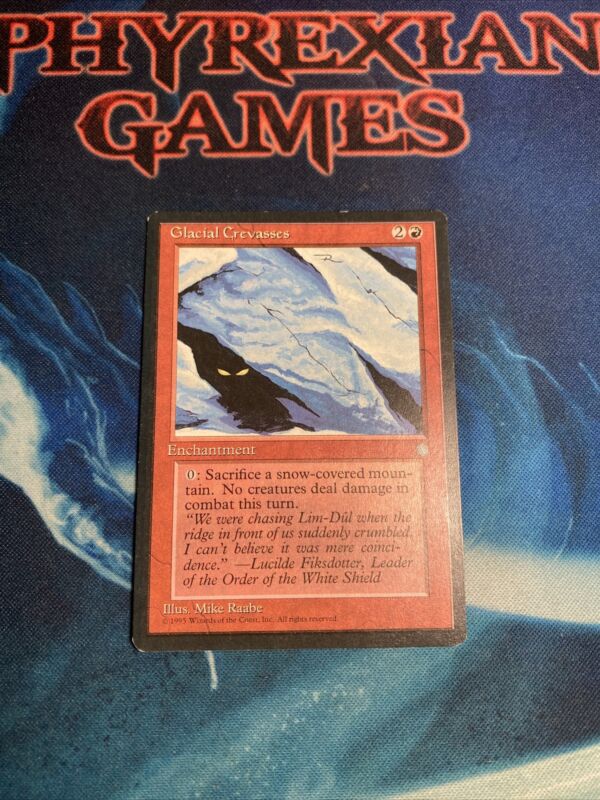 PHYREXIAN
GAMES
Glacial Crevasses
2
Enchantment
0: Sacrifice a snow-covered moun-
tain. No creatures deal damage in
combat this turn.
“We were chasing Lim-Dûl when the
ridge in front of us suddenly crumbled.
I can't believe it was mere coinci-
dence.” —Lucilde Fiksdotter, Leader
of the Order of the White Shield
Illus. Mike Raabe
© 1995 Wizards of the Coast, Inc. All rights reserved.